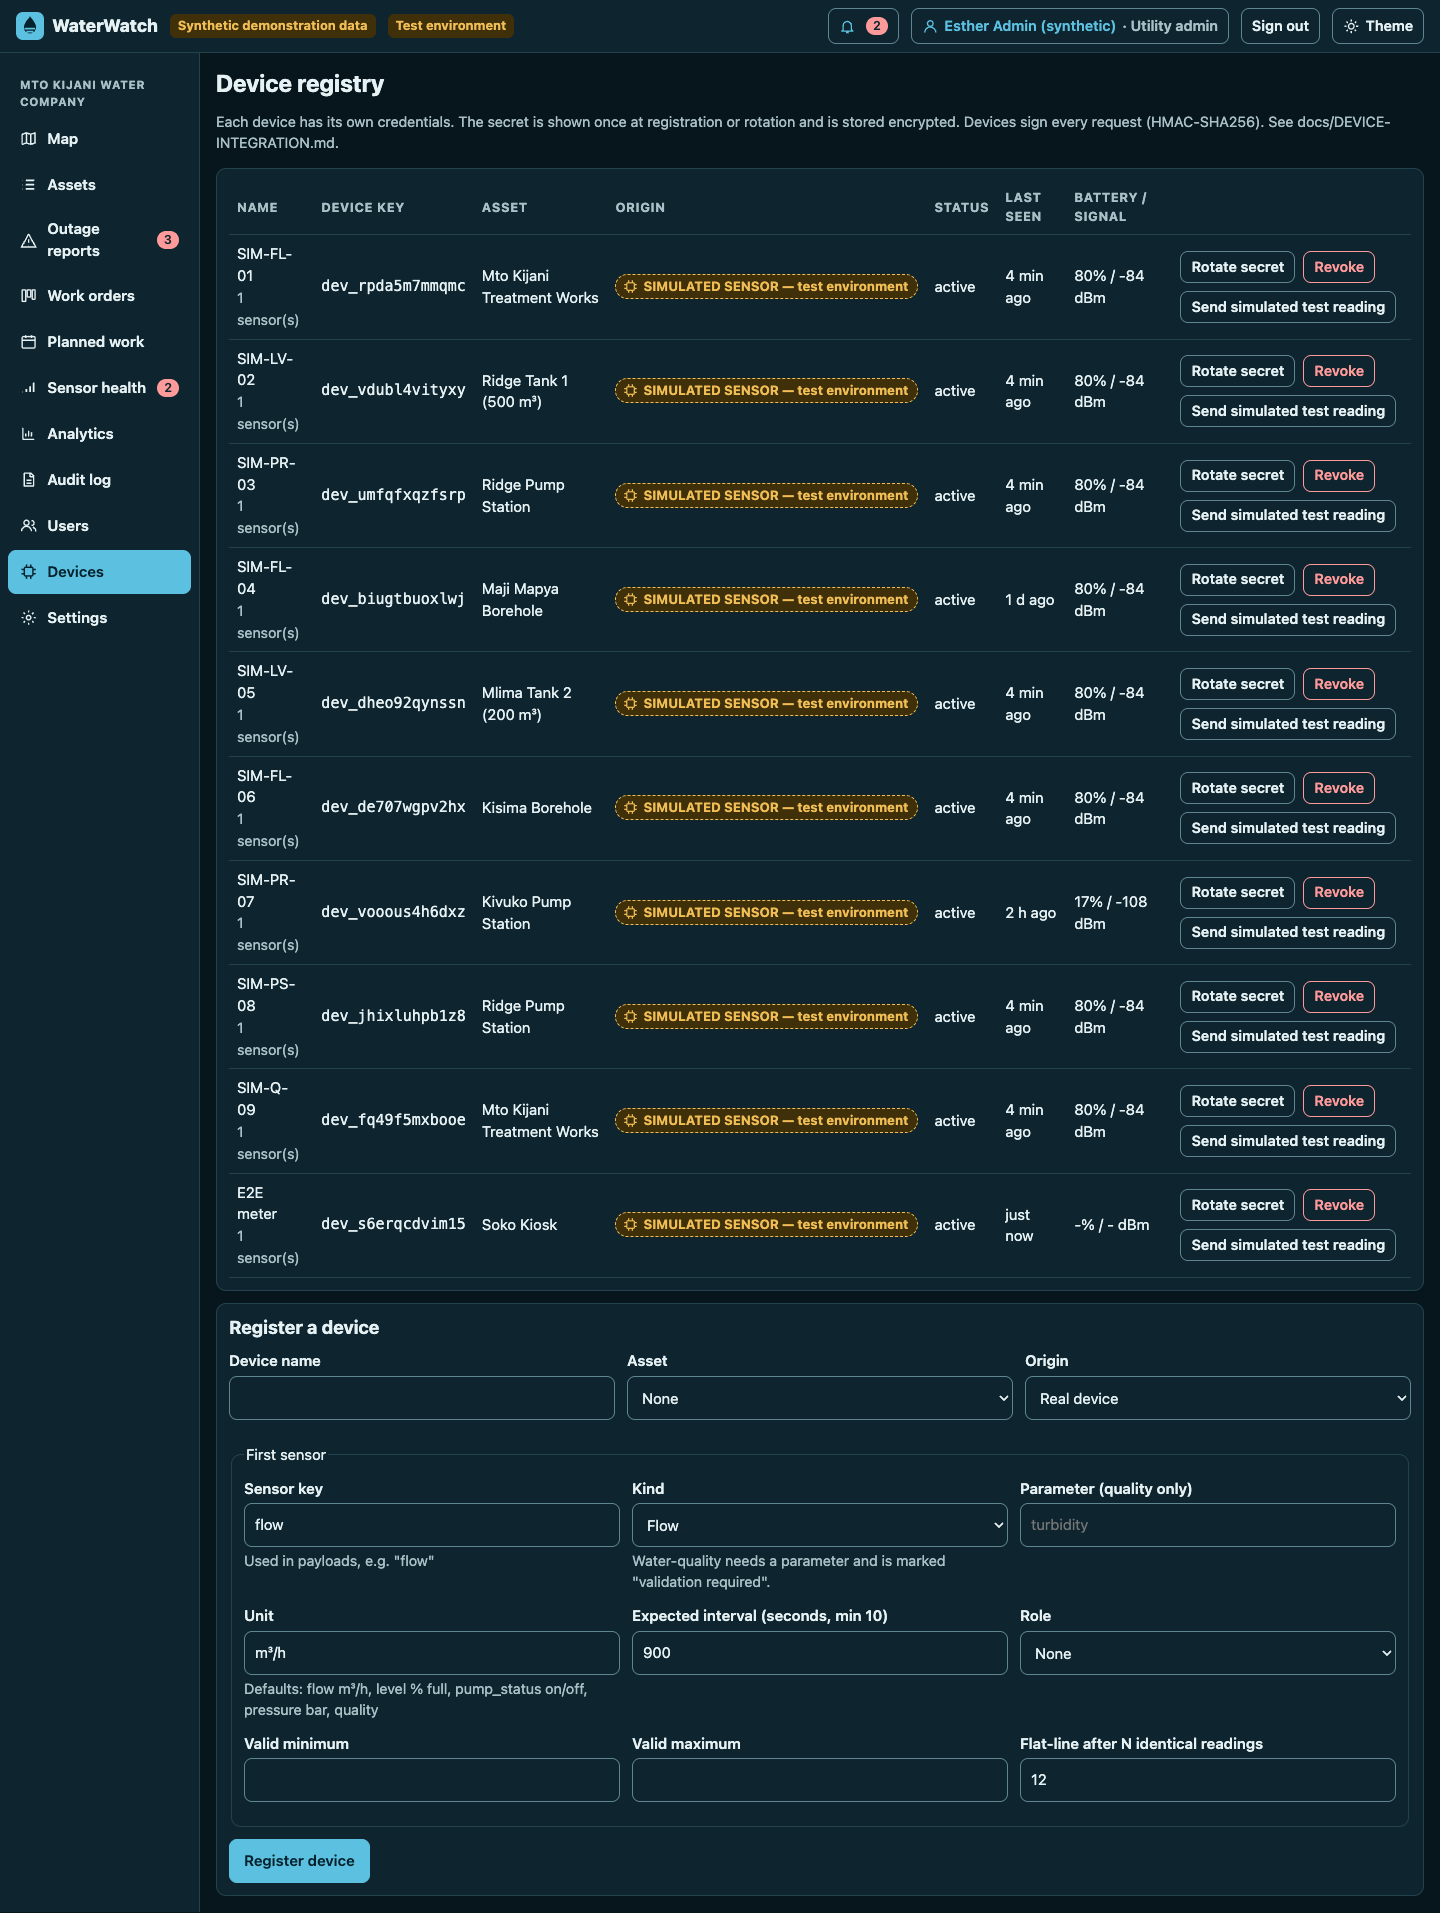 WaterWatch
Synthetic demonstration data
Test environment
2
Esther Admin (synthetic) · Utility admin
Sign out
Theme
MTO KIJANI WATER
COMPANY
Map
Assets
Outage
reports
3
Work orders
Planned work
Sensor health
2
Analytics
Audit log
Users
Devices
Settings
Device registry
Each device has its own credentials. The secret is shown once at registration or rotation and is stored encrypted. Devices sign every request (HMAC-SHA256). See docs/DEVICE-
INTEGRATION.md.
NAME
DEVICE KEY
ASSET
ORIGIN
STATUS
LAST
SEEN
BATTERY /
SIGNAL
SIM-FL-
01
1
sensor(s)
dev_rpda5m7mmqmc
Mto Kijani
Treatment Works
SIMULATED SENSOR — test environment
active
4 min
ago
80% / -84
dBm
Rotate secret
Revoke
Send simulated test reading
SIM-LV-
02
1
sensor(s)
dev_vdubl4vityxy
Ridge Tank 1
(500 m³)
SIMULATED SENSOR — test environment
active
4 min
ago
80% / -84
dBm
Rotate secret
Revoke
Send simulated test reading
SIM-PR-
03
1
sensor(s)
dev_umfqfxqzfsrp
Ridge Pump
Station
SIMULATED SENSOR — test environment
active
4 min
ago
80% / -84
dBm
Rotate secret
Revoke
Send simulated test reading
SIM-FL-
04
1
sensor(s)
dev_biugtbuoxlwj
Maji Mapya
Borehole
SIMULATED SENSOR — test environment
active
1 d ago
80% / -84
dBm
Rotate secret
Revoke
Send simulated test reading
SIM-LV-
05
1
sensor(s)
dev_dheo92qynssn
Mlima Tank 2
(200 m³)
SIMULATED SENSOR — test environment
active
4 min
ago
80% / -84
dBm
Rotate secret
Revoke
Send simulated test reading
SIM-FL-
06
1
sensor(s)
dev_de707wgpv2hx
Kisima Borehole
SIMULATED SENSOR — test environment
active
4 min
ago
80% / -84
dBm
Rotate secret
Revoke
Send simulated test reading
SIM-PR-
07
1
sensor(s)
dev_vooous4h6dxz
Kivuko Pump
Station
SIMULATED SENSOR — test environment
active
2 h ago
17% / -108
dBm
Rotate secret
Revoke
Send simulated test reading
SIM-PS-
08
1
sensor(s)
dev_jhixluhpb1z8
Ridge Pump
Station
SIMULATED SENSOR — test environment
active
4 min
ago
80% / -84
dBm
Rotate secret
Revoke
Send simulated test reading
SIM-Q-
09
1
sensor(s)
dev_fq49f5mxbooe
Mto Kijani
Treatment Works
SIMULATED SENSOR — test environment
active
4 min
ago
80% / -84
dBm
Rotate secret
Revoke
Send simulated test reading
E2E
meter
1
sensor(s)
dev_s6erqcdvim15
Soko Kiosk
SIMULATED SENSOR — test environment
active
just
now
-% / - dBm
Rotate secret
Revoke
Send simulated test reading
Register a device
Device name
Asset
Origin
None
Real device
First sensor
Sensor key
Kind
Parameter (quality only)
flow
Flow
turbidity
Used in payloads, e.g. "flow"
Water-quality needs a parameter and is marked
"validation required".
Unit
Expected interval (seconds, min 10)
Role
m³/h
900
None
Defaults: flow m³/h, level % full, pump_status on/off,
pressure bar, quality
Valid minimum
Valid maximum
Flat-line after N identical readings
12
Register device